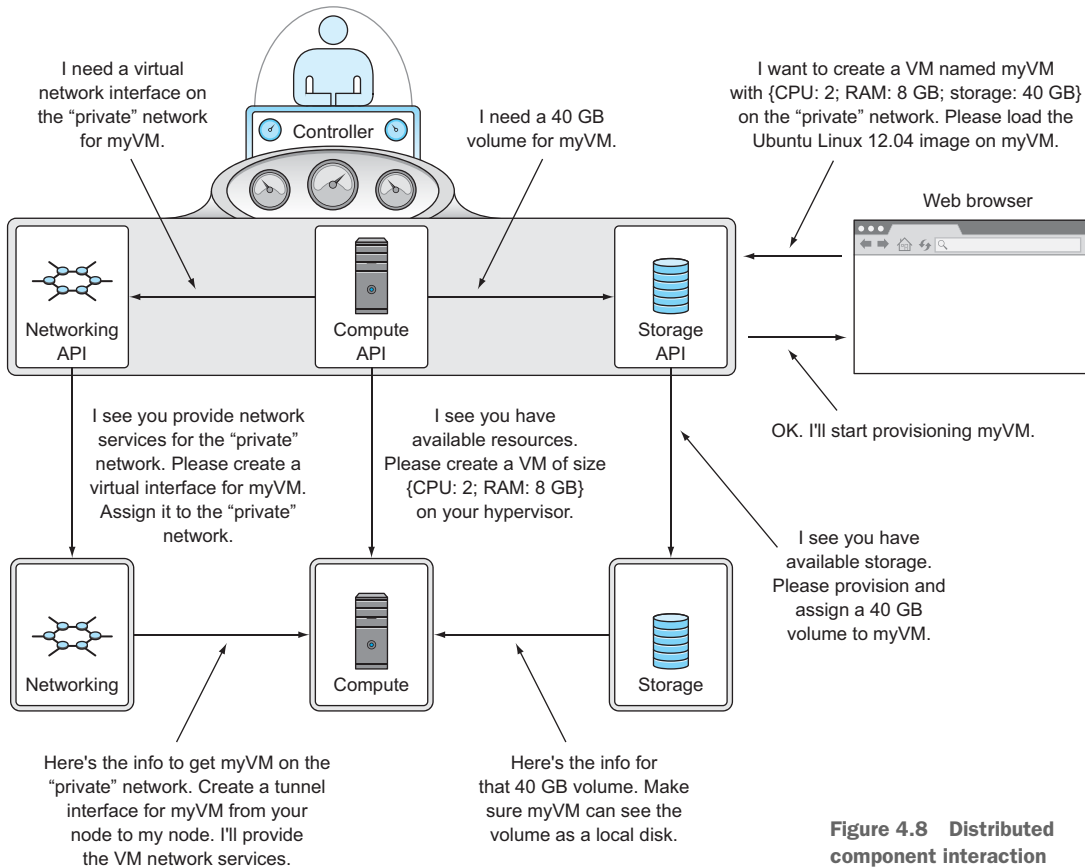 I need a virtual
network interface on
the “private” network
for myVM.
Controller
I need a 40 GB
volume for myVM.
I want to create a VM named myVM
with {CPU: 2; RAM: 8 GB; storage: 40 GB}
on the “private” network. Please load the
Ubuntu Linux 12.04 image on myVM.
Web browser
Networking
API
Compute
API
Storage
API
OK. I'll start provisioning myVM.
I see you provide network
services for the “private”
network. Please create a
virtual interface for myVM.
Assign it to the “private”
network.
I see you have
available resources.
Please create a VM of size
{CPU: 2; RAM: 8 GB}
on your hypervisor.
I see you have
available storage.
Please provision and
assign a 40 GB
volume to myVM.
Networking
Compute
Storage
Here's the info to get myVM on the
“private” network. Create a tunnel
interface for myVM from your
node to my node. I'll provide
the VM network services.
Here's the info for
that 40 GB volume. Make
sure myVM can see the
volume as a local disk.
Figure 4.8 Distributed
component interaction